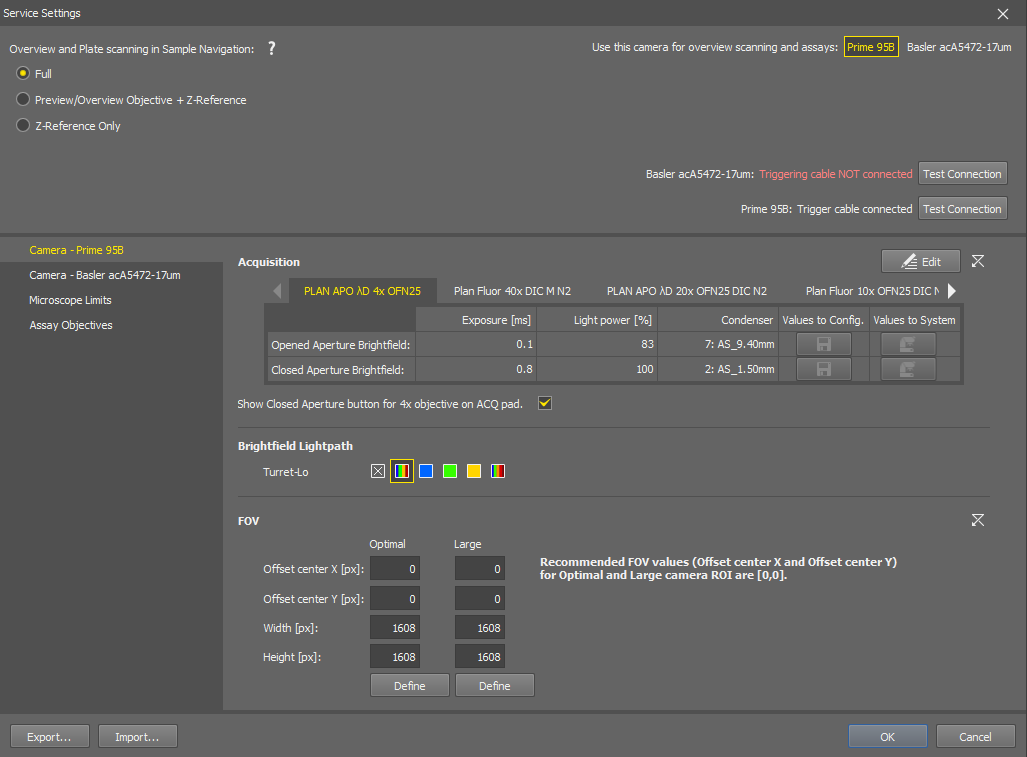 Service Settings
Overview and Plate scanning in Sample Navigation: ?
Use this camera for overview scanning and assays: Prime 95B Basler acA5472-17um
Full
Preview/Overview Objective + Z-Reference
Z-Reference Only
Basler acA5472-17um: Triggering cable NOT connected Test Connection
Prime 95B: Trigger cable connected Test Connection
Camera - Prime 95B
Camera - Basler acA5472-17um
Microscope Limits
Assay Objectives
Acquisition Edit
PLAN APO λD 4x OFN25 Plan Fluor 40x DIC M N2 PLAN APO λD 20x OFN25 DIC N2 Plan Fluor 10x OFN25 DIC N
Exposure [ms] Light power [%] Condenser Values to Config. Values to System
Opened Aperture Brightfield: 0.1 83 7: AS_9.40mm
Closed Aperture Brightfield: 0.8 100 2: AS_1.50mm
Show Closed Aperture button for 4x objective on ACQ pad.
Brightfield Lightpath
Turret-Lo
FOV
Optimal Large
Offset center X [px]: 0 0
Offset center Y [px]: 0 0
Width [px]: 1608 1608
Height [px]: 1608 1608
Define Define
Recommended FOV values (Offset center X and Offset center Y)
for Optimal and Large camera ROI are [0,0].
Export... Import... OK Cancel